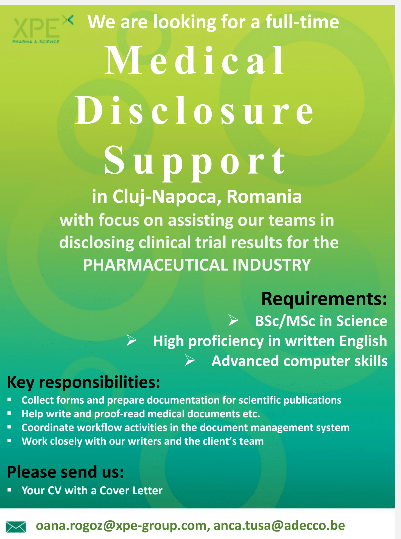 XPE
PHARMA & SCIENCE
We are looking for a full-time
Medical
Disclosure
Support
in Cluj-Napoca, Romania
with focus on assisting our teams in
disclosing clinical trial results for the
PHARMACEUTICAL INDUSTRY
Requirements:
BSc/MSc in Science
High proficiency in written English
Advanced computer skills
Key responsibilities:
Collect forms and prepare documentation for scientific publications
Help write and proof-read medical documents etc.
Coordinate workflow activities in the document management system
Work closely with our writers and the client's team
Please send us:
Your CV with a Cover Letter
oana.rogoz@xpe-group.com, anca.tusa@adecco.be